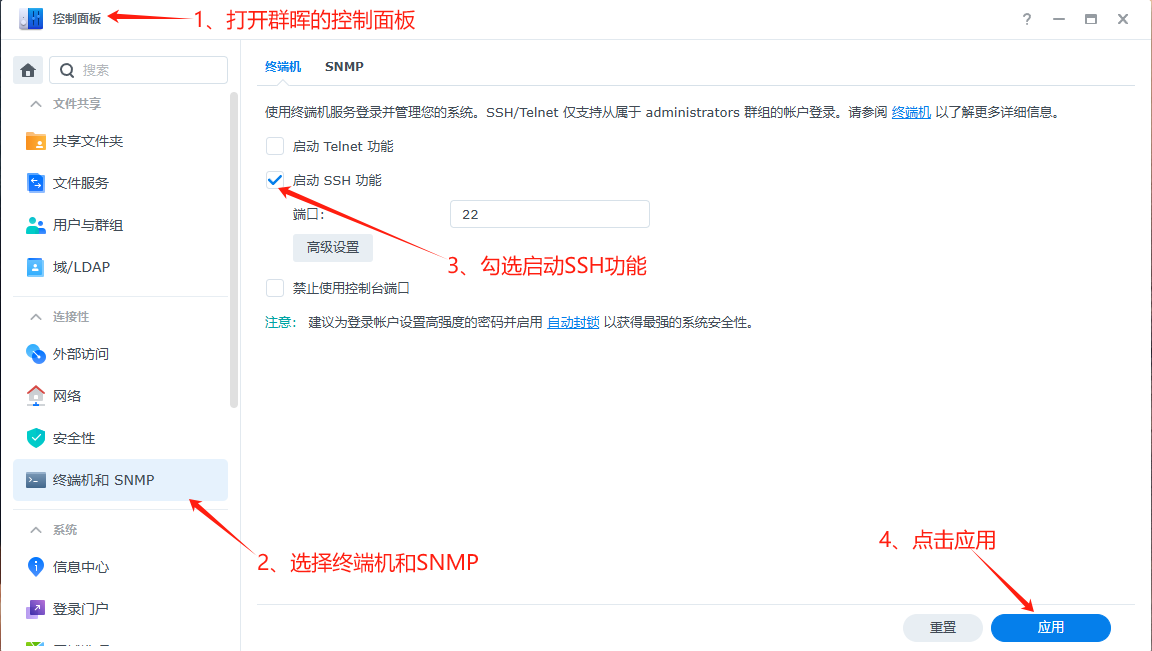 控制面板
1、打开群晖的控制面板
搜索
文件共享
共享文件夹
文件服务
用户与群组
域/LDAP
连接性
外部访问
网络
安全性
终端机和 SNMP
系统
信息中心
登录门户
终端机 SNMP
使用终端机服务登录并管理您的系统。SSH/Telnet 仅支持从属于 administrators 群组的帐户登录。请参阅 终端机 以了解更多详细信息。
启动 Telnet 功能
启动 SSH 功能
端口: 22
高级设置
3、勾选启动SSH功能
禁止使用控制台端口
注意: 建议为登录帐户设置高强度的密码并启用 自动封锁 以获得最强的系统安全性。
2、选择终端机和SNMP
4、点击应用
重置 应用